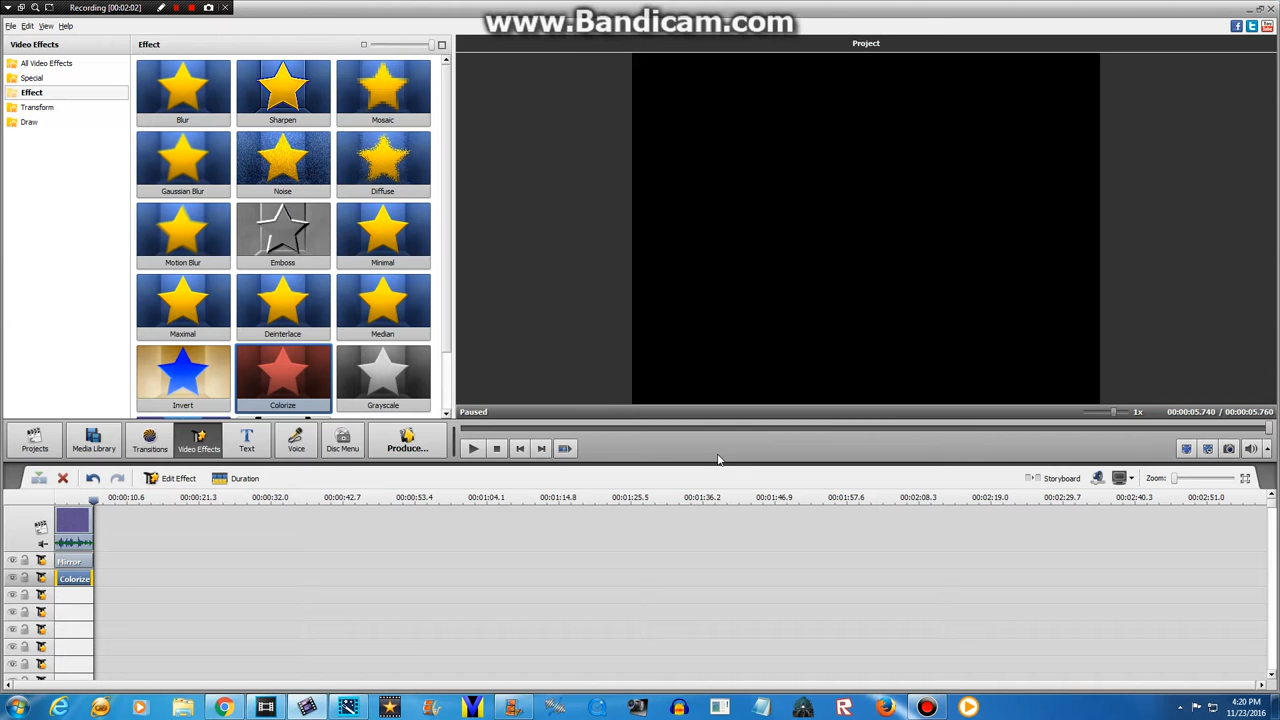 Recording [00:02:02]
www.Bandicam.com
File Edit View Help
Video Effects
Effect
Project
All Video Effects
Special
Effect
Transform
Draw
Blur
Sharpen
Mosaic
Gaussian Blur
Noise
Diffuse
Motion Blur
Emboss
Minimal
Maximal
Deinterlace
Median
Invert
Colorize
Grayscale
Paused
1x
00:00:05.740 / 00:00:05.760
Projects
Media Library
Transitions
Video Effects
Text
Voice
Disc Menu
Produce...
Edit Effect
Duration
Storyboard
Zoom:
00:00:10.6 00:00:21.3 00:00:32.0 00:00:42.7 00:00:53.4 00:01:04.1 00:01:14.8 00:01:25.5 00:01:36.2 00:01:46.9 00:01:57.6 00:02:08.3 00:02:19.0 00:02:29.7 00:02:40.3 00:02:51.0
Mirror
Colorize
4:20 PM
11/23/2016